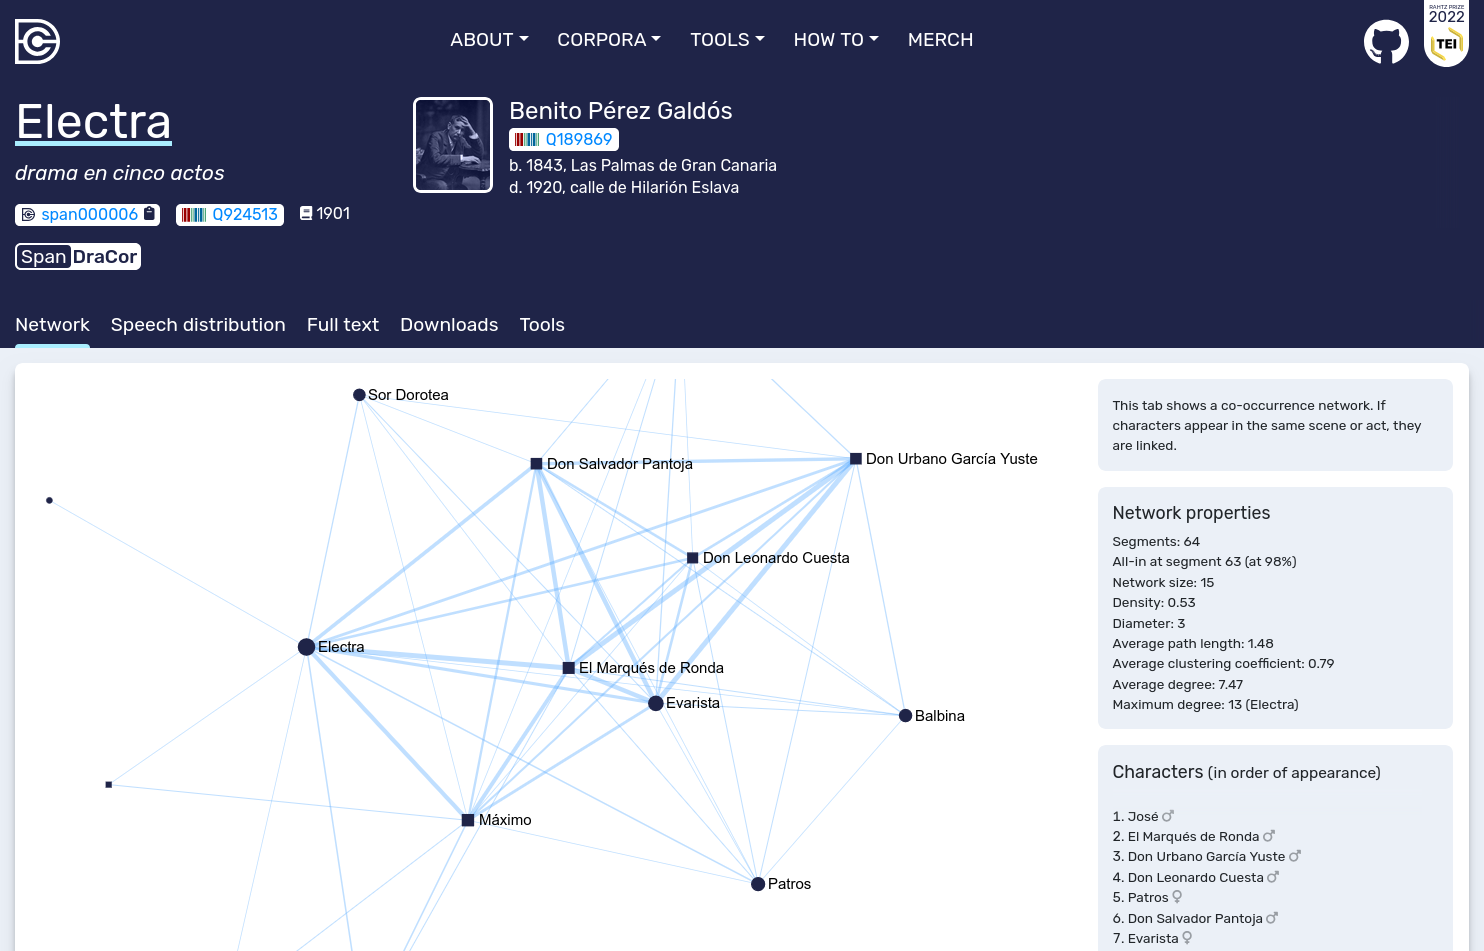 ABOUT CORPORA TOOLS HOW TO MERCH
RAHTZ PRIZE
2022
TEI
Electra
drama en cinco actos
span000006 Q924513 1901
SpanDraCor
Benito Pérez Galdós
Q189869
b. 1843, Las Palmas de Gran Canaria
d. 1920, calle de Hilarión Eslava
Network Speech distribution Full text Downloads Tools
Sor Dorotea
Don Salvador Pantoja
Don Urbano García Yuste
Don Leonardo Cuesta
Electra
El Marqués de Ronda
Evarista
Balbina
Máximo
Patros
This tab shows a co-occurrence network. If
characters appear in the same scene or act, they
are linked.
Network properties
Segments: 64
All-in at segment 63 (at 98%)
Network size: 15
Density: 0.53
Diameter: 3
Average path length: 1.48
Average clustering coefficient: 0.79
Average degree: 7.47
Maximum degree: 13 (Electra)
Characters (in order of appearance)
1. José ♂
2. El Marqués de Ronda ♂
3. Don Urbano García Yuste ♂
4. Don Leonardo Cuesta ♂
5. Patros ♀
6. Don Salvador Pantoja ♂
7. Evarista ♀